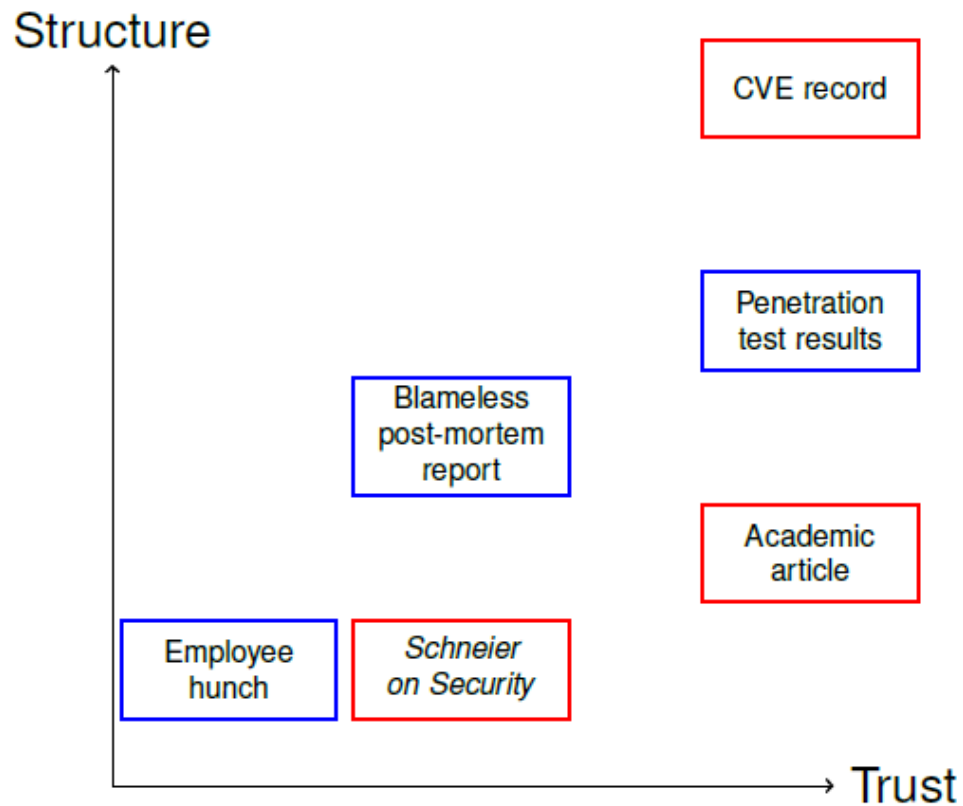 Structure
CVE record
Penetration
test results
Blameless
post-mortem
report
Academic
article
Employee
hunch
Schneier
on Security
Trust